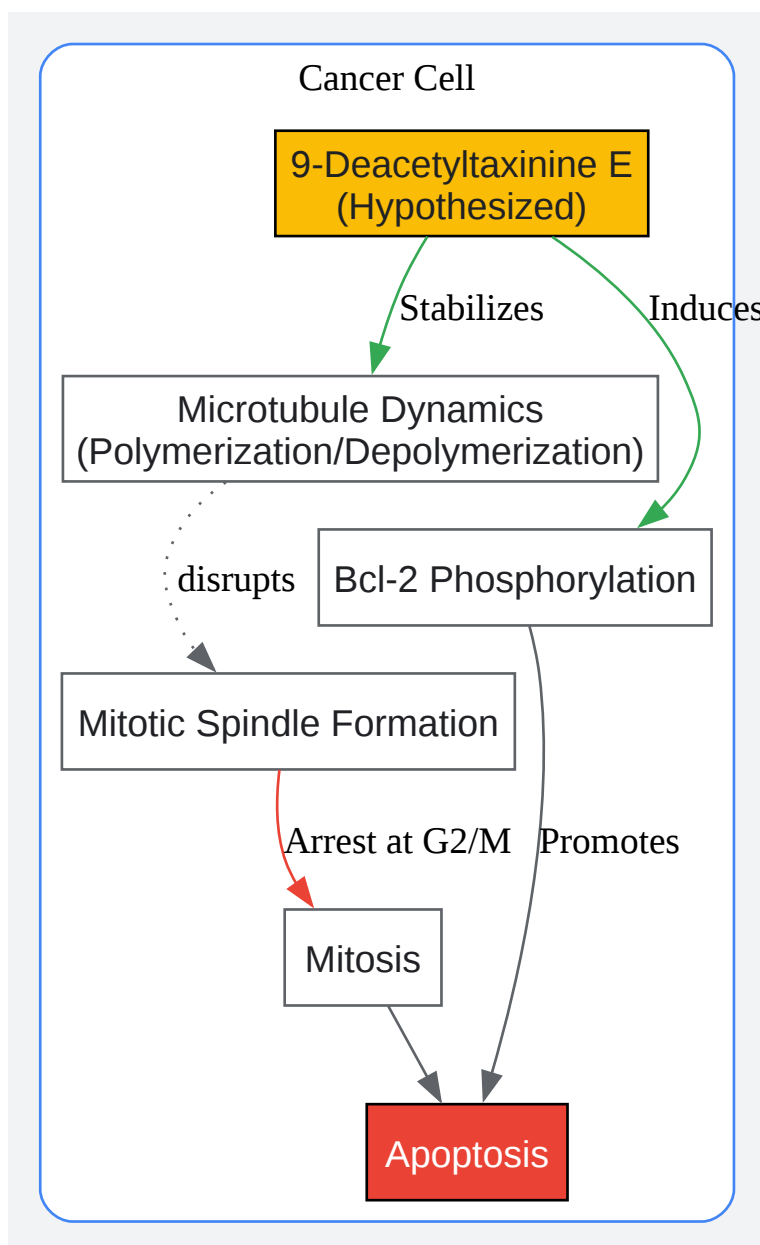 Cancer Cell
9-Deacetyltaxinine E
(Hypothesized)
Stabilizes
Induces
Microtubule Dynamics
(Polymerization/Depolymerization)
disrupts
Bcl-2 Phosphorylation
Mitotic Spindle Formation
Arrest at G2/M
Promotes
Mitosis
Apoptosis